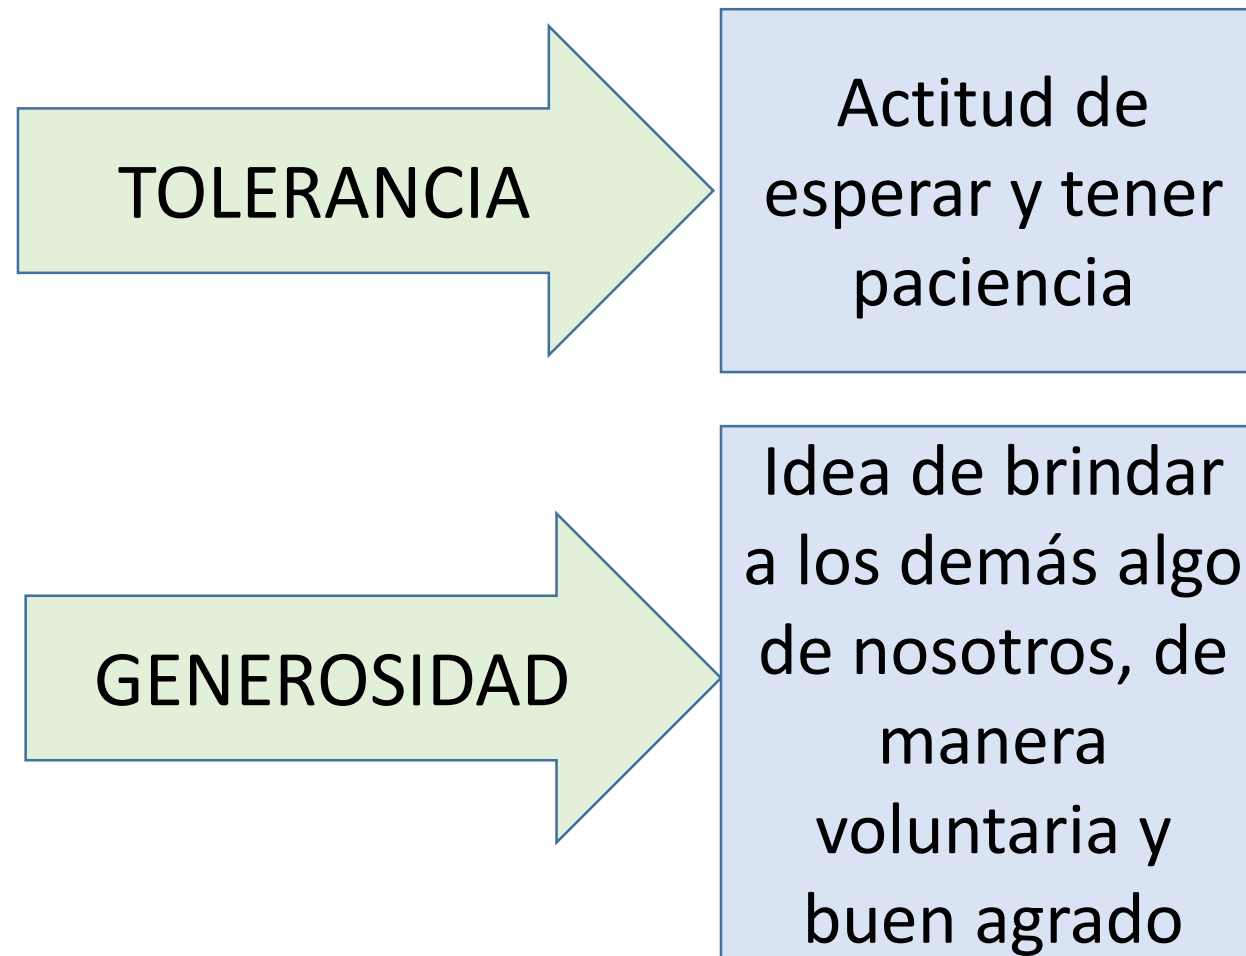 TOLERANCIA
Actitud de
esperar y tener
paciencia
GENEROSIDAD
Idea de brindar
a los demás algo
de nosotros, de
manera
voluntaria y
buen agrado